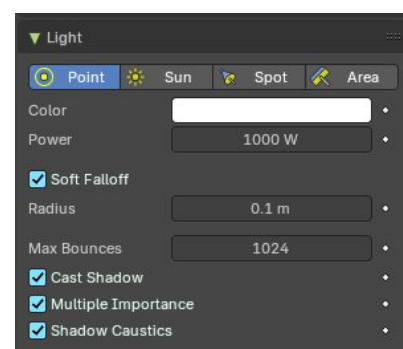 Light
Point Sun Spot Area
Color
Power 1000 W
Soft Falloff
Radius 0.1 m
Max Bounces 1024
Cast Shadow
Multiple Importance
Shadow Caustics